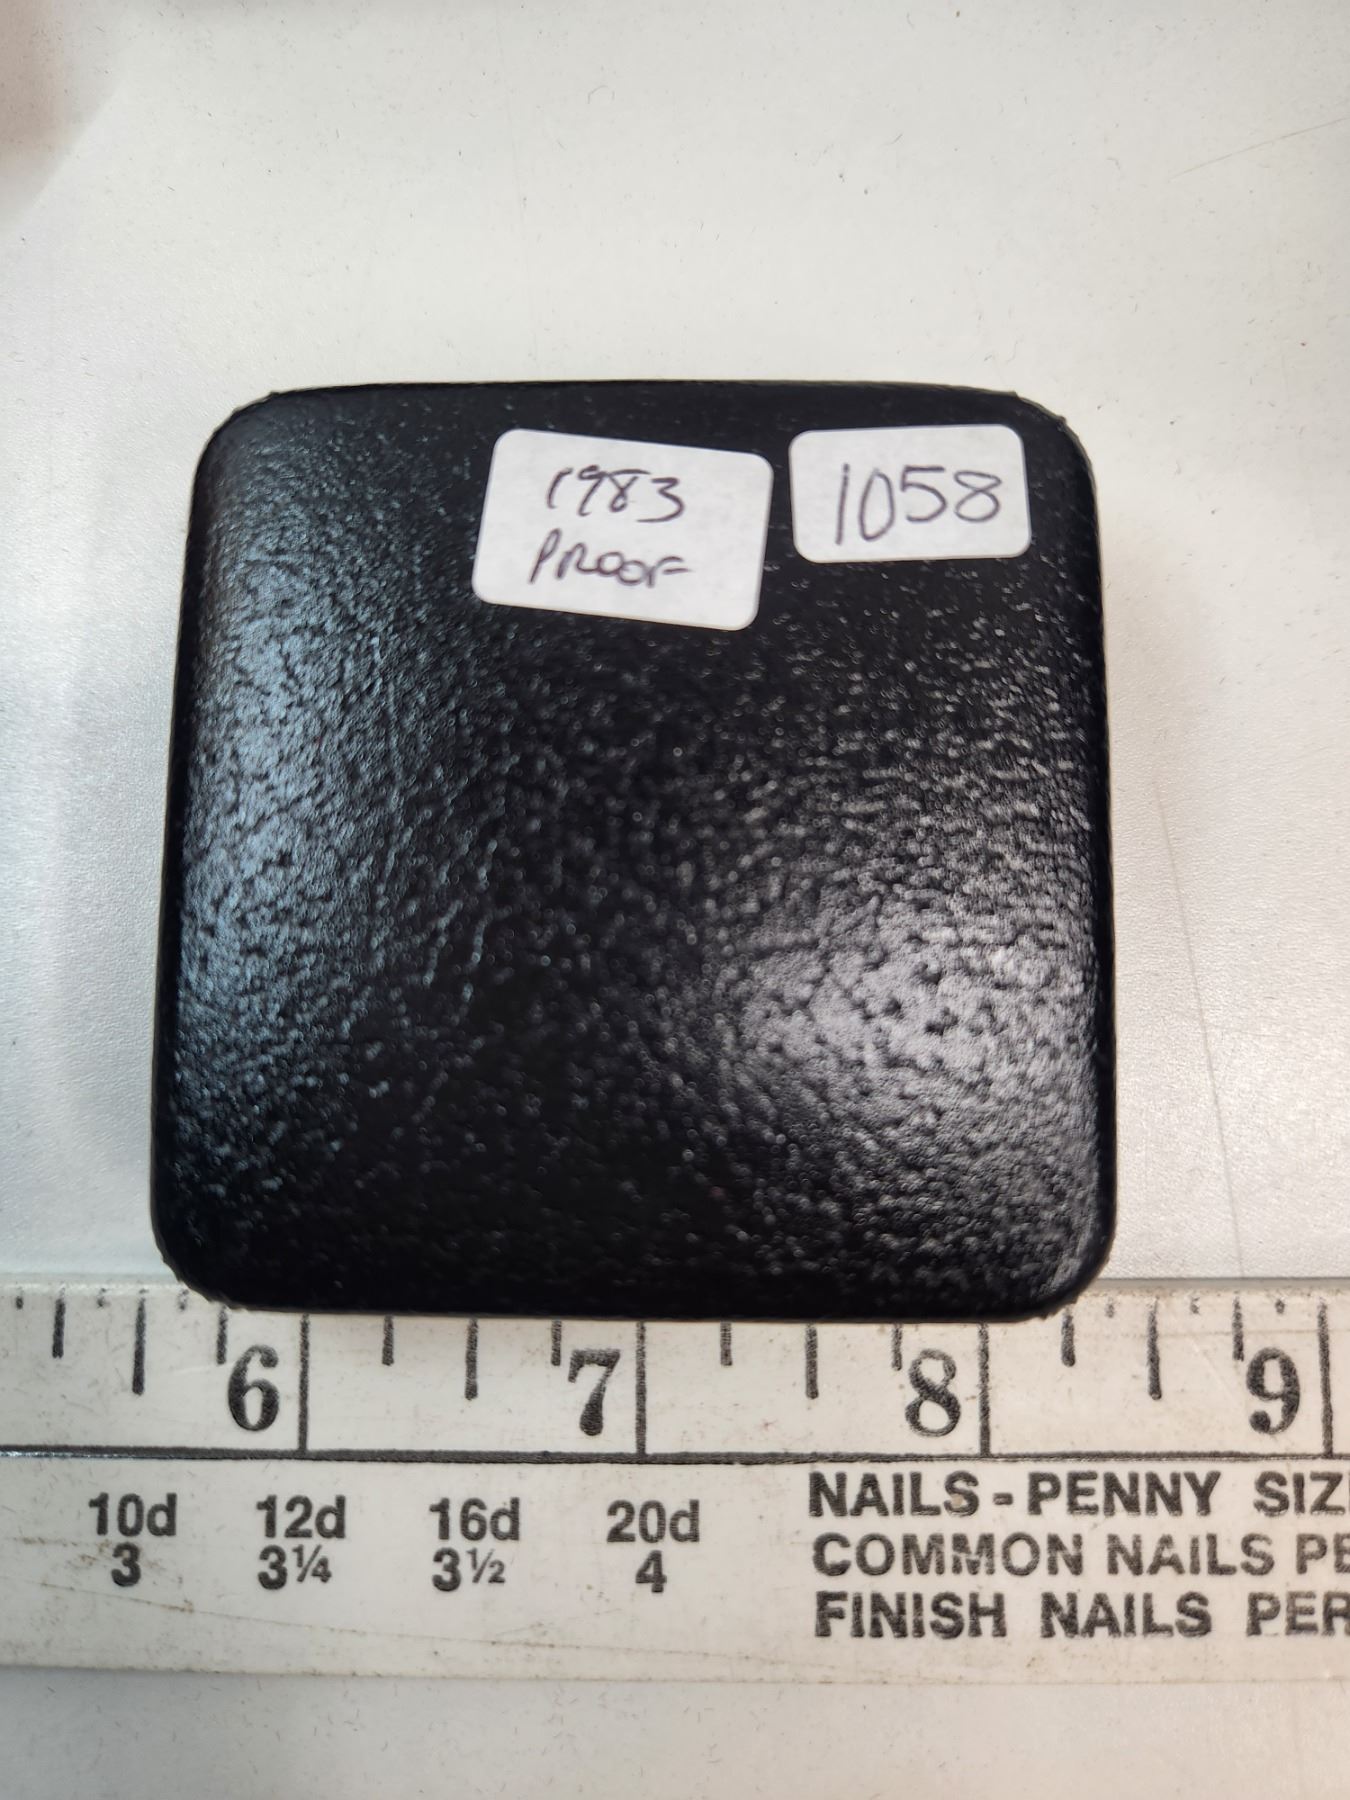 1983
PROOF
1058
6 7 8 9
10d 12d 16d 20d
3 3¼ 3½ 4
NAILS - PENNY SIZ
COMMON NAILS PE
FINISH NAILS PER